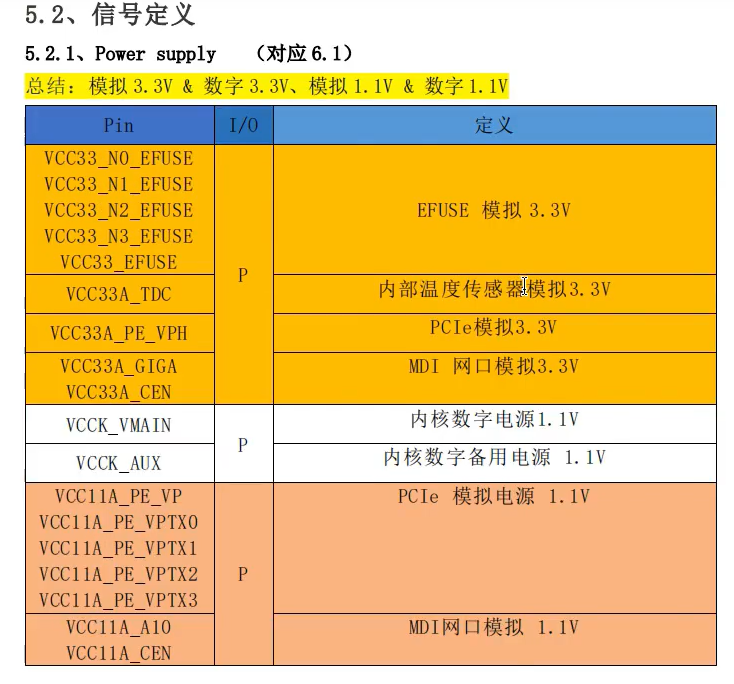 5.2、信号定义
5.2.1、Power supply （对应6.1）
总结：模拟3.3V & 数字3.3V、模拟1.1V & 数字1.1V
Pin I/O 定义
VCC33_N0_EFUSE
VCC33_N1_EFUSE
VCC33_N2_EFUSE
VCC33_N3_EFUSE
VCC33_EFUSE
P
EFUSE 模拟 3.3V
VCC33A_TDC
内部温度传感器模拟3.3V
VCC33A_PE_VPH
PCIe模拟3.3V
VCC33A_GIGA
VCC33A_CEN
MDI 网口模拟3.3V
VCCK_VMAIN
P
内核数字电源1.1V
VCCK_AUX
内核数字备用电源 1.1V
VCC11A_PE_VP
VCC11A_PE_VPTX0
VCC11A_PE_VPTX1
VCC11A_PE_VPTX2
VCC11A_PE_VPTX3
P
PCIe 模拟电源 1.1V
VCC11A_A10
VCC11A_CEN
MDI网口模拟 1.1V